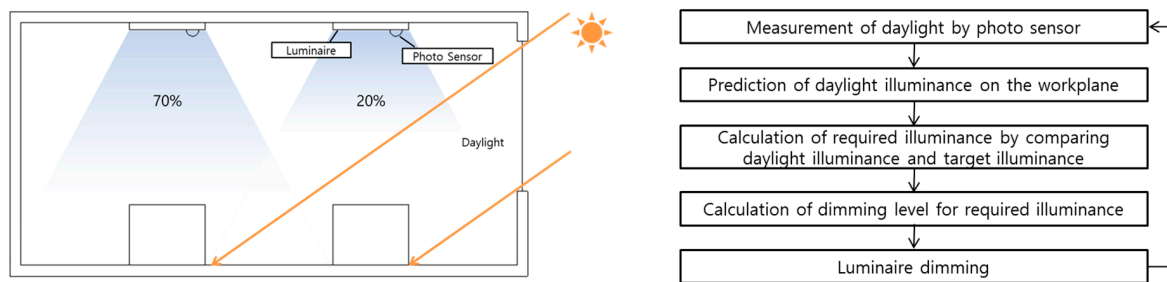 Luminaire
Photo Sensor
70%
20%
Daylight
Measurement of daylight by photo sensor
Prediction of daylight illuminance on the workplane
Calculation of required illuminance by comparing
daylight illuminance and target illuminance
Calculation of dimming level for required illuminance
Luminaire dimming